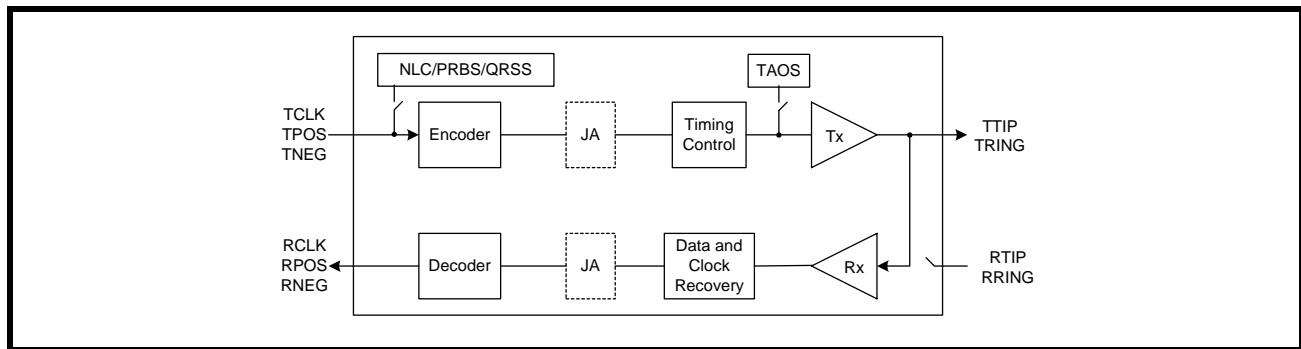 NLC/PRBS/QRSS
TAOS
TCLK
TPOS
TNEG
Encoder
JA
Timing
Control
Tx
TTIP
TRING
RCLK
RPOS
RNEG
Decoder
JA
Data and
Clock
Recovery
Rx
RTIP
RRING